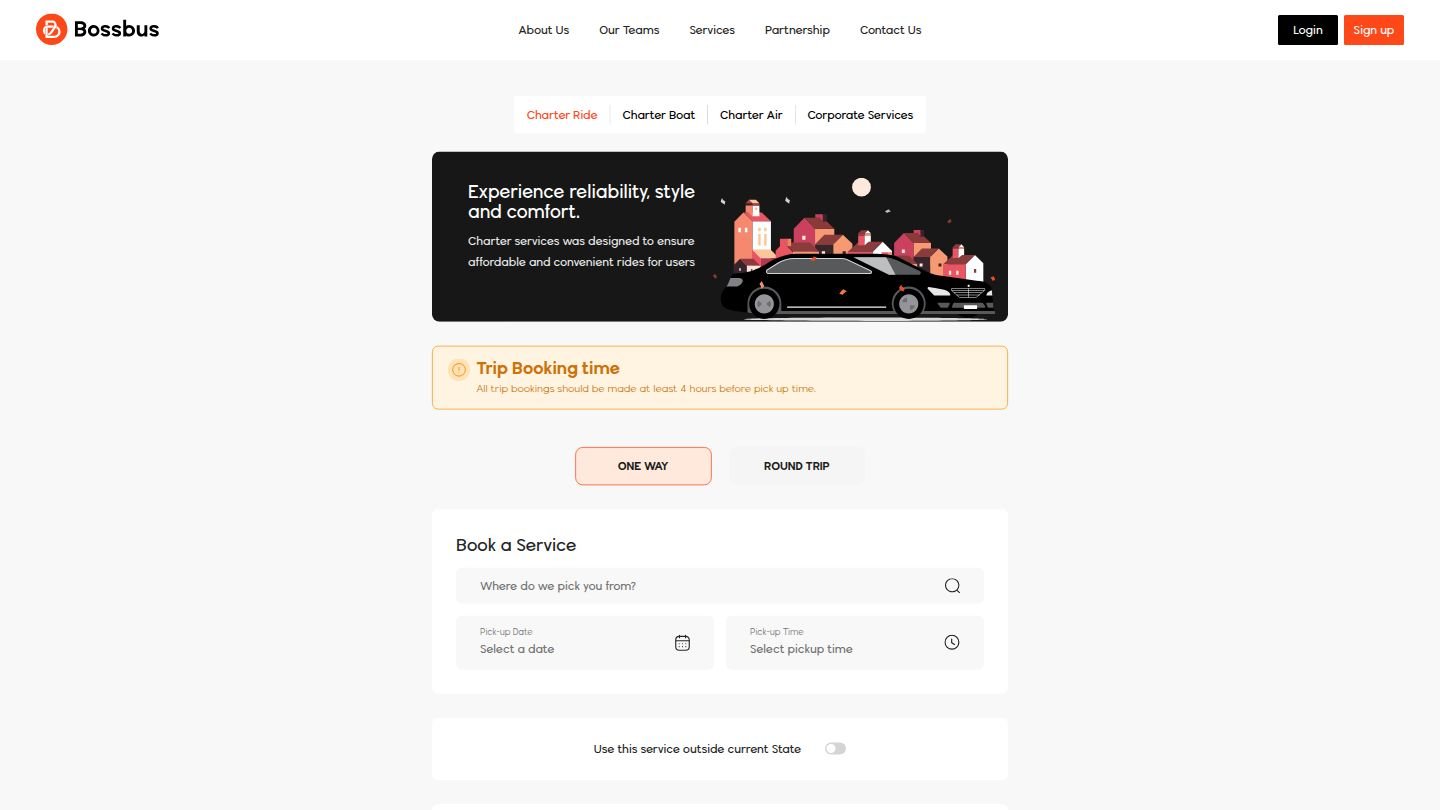 Bossbus
About Us
Our Teams
Services
Partnership
Contact Us
Login
Sign up
Charter Ride
Charter Boat
Charter Air
Corporate Services
Experience reliability, style
and comfort.
Charter services was designed to ensure
affordable and convenient rides for users
Trip Booking time
All trip bookings should be made at least 4 hours before pick up time.
ONE WAY
ROUND TRIP
Book a Service
Where do we pick you from?
Pick-up Date
Select a date
Pick-up Time
Select pickup time
Use this service outside current State